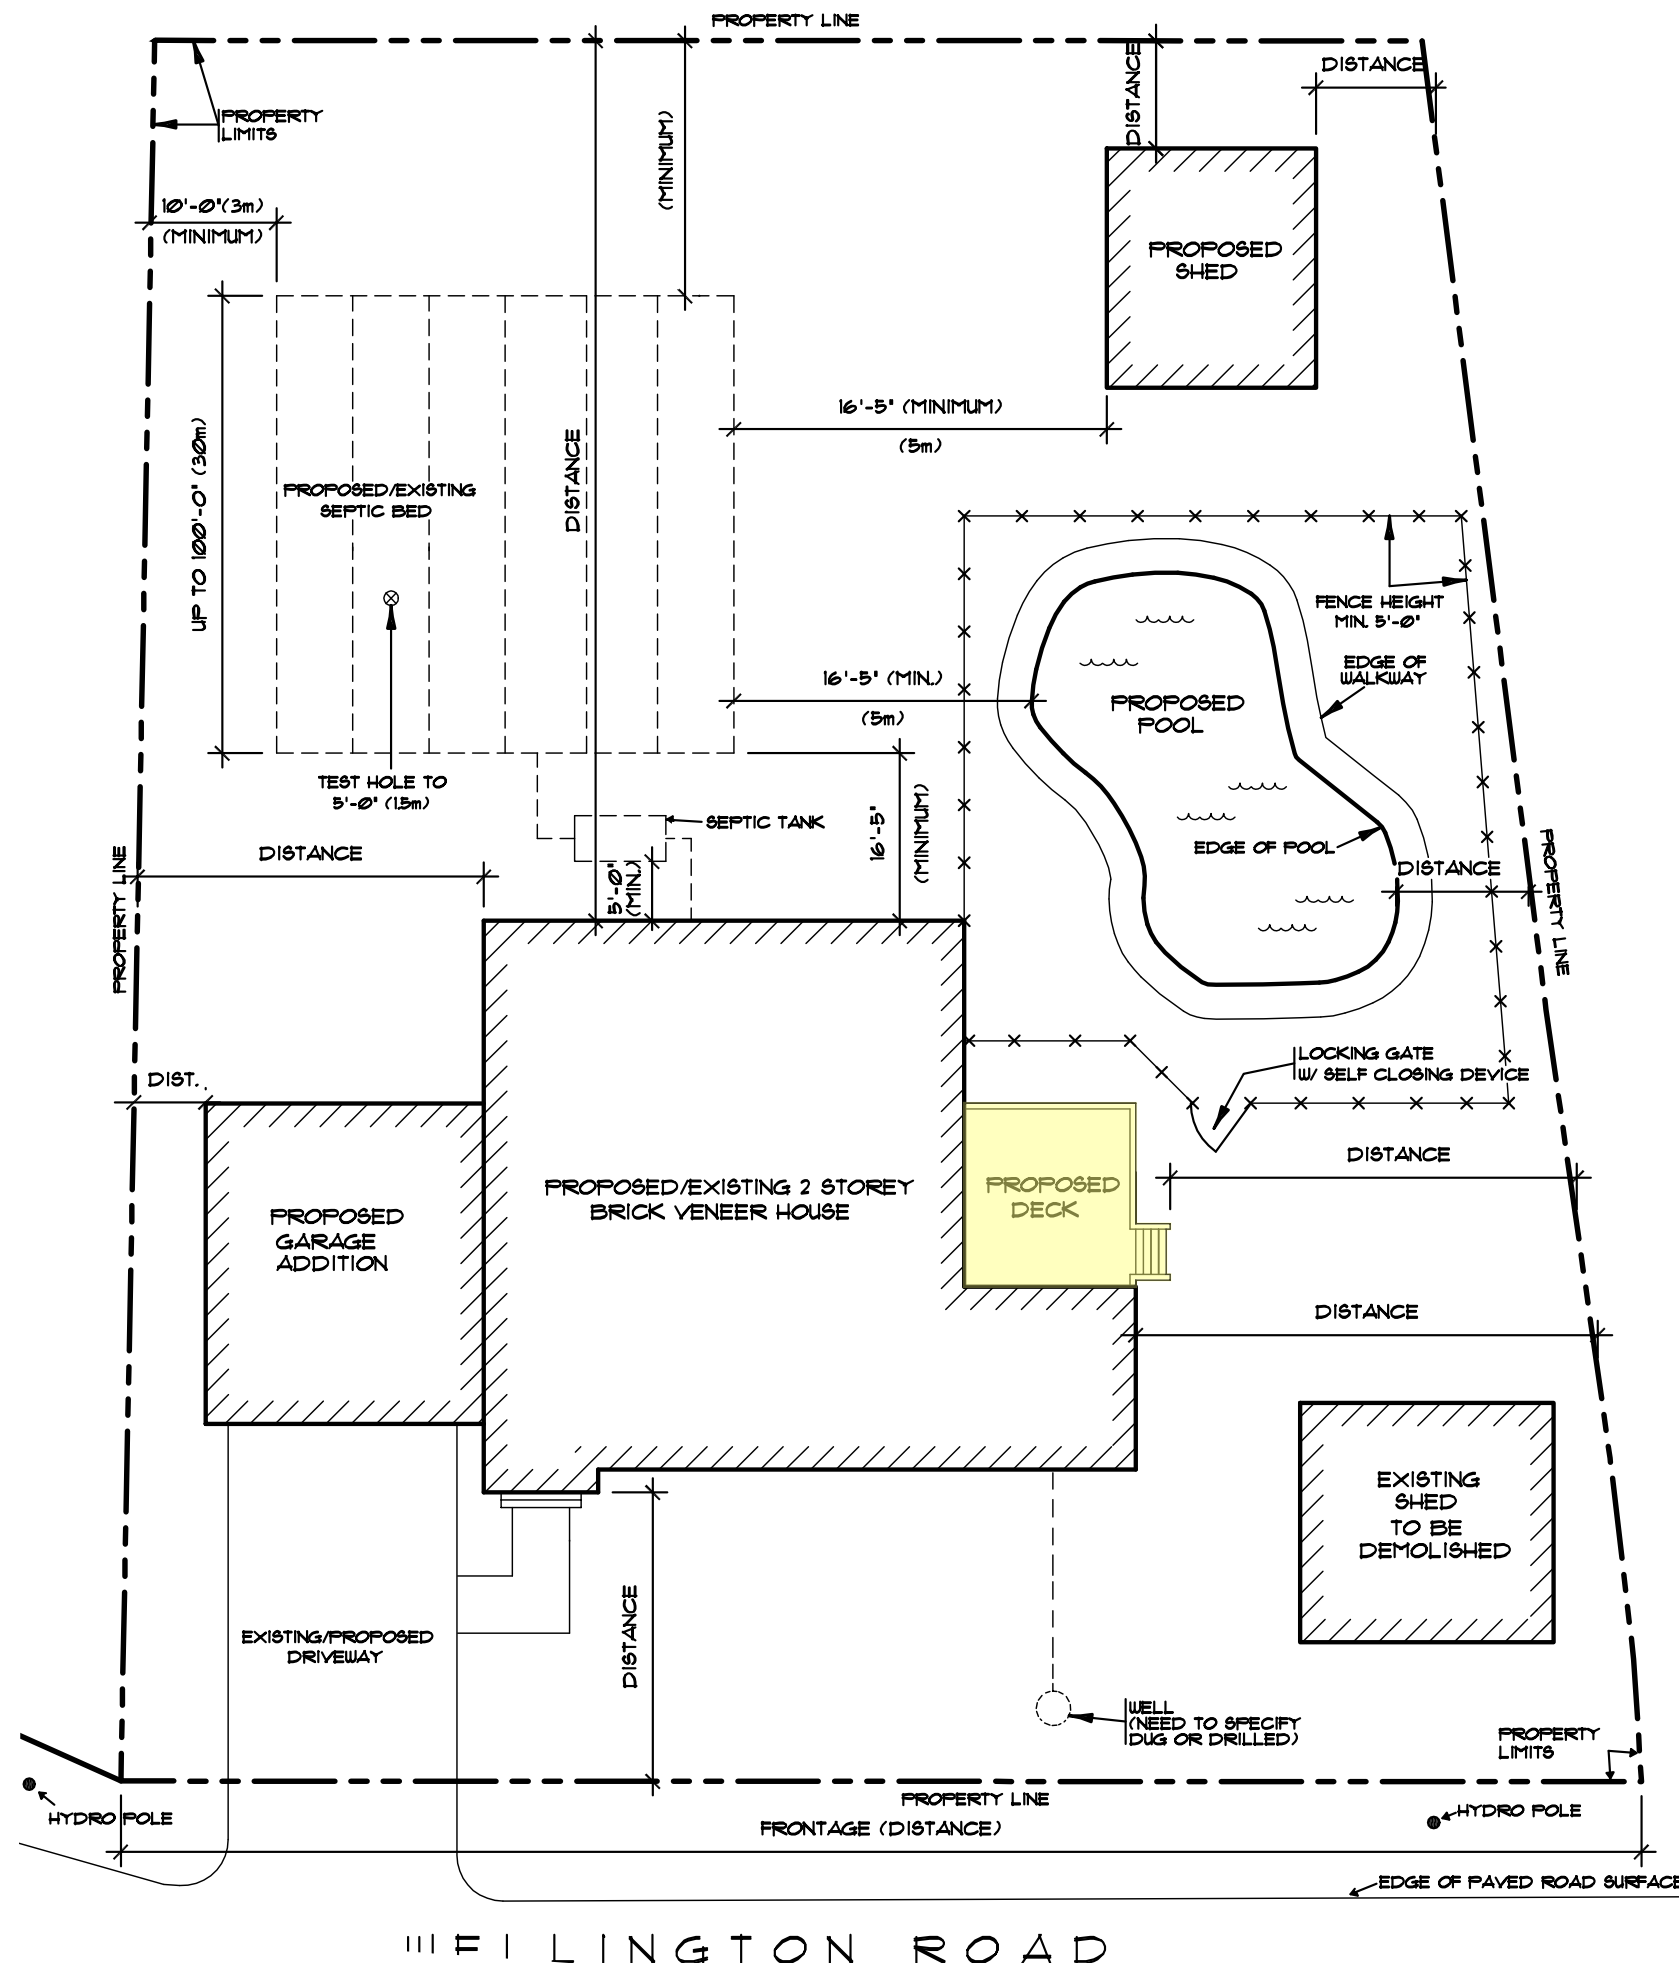 PROPERTY LINE
DISTANCE
DISTANCE
PROPERTY
LIMITS
(MINIMUM)
10'-0"(3m)
(MINIMUM)
PROPOSED
SHED
16'-5" (MINIMUM)
(5m)
UP TO 100'-0" (30m)
PROPOSED/EXISTING
SEPTIC BED
DISTANCE
FENCE HEIGHT
MIN. 5'-0"
EDGE OF
WALKWAY
16'-5" (MIN.)
(5m)
PROPOSED
POOL
TEST HOLE TO
5'-0" (1.5m)
SEPTIC TANK
16'-5"
(MINIMUM)
EDGE OF POOL
DISTANCE
DISTANCE
5'-0"
(MIN.)
PROPERTY LINE
PROPERTY LINE
LOCKING GATE
W/ SELF CLOSING DEVICE
DIST.
DISTANCE
PROPOSED/EXISTING 2 STOREY
BRICK VENEER HOUSE
PROPOSED
DECK
PROPOSED
GARAGE
ADDITION
DISTANCE
EXISTING
SHED
TO BE
DEMOLISHED
DISTANCE
EXISTING/PROPOSED
DRIVEWAY
WELL
(NEED TO SPECIFY
DUG OR DRILLED)
PROPERTY
LIMITS
PROPERTY LINE
HYDRO POLE
HYDRO POLE
FRONTAGE (DISTANCE)
EDGE OF PAVED ROAD SURFACE
ROAD